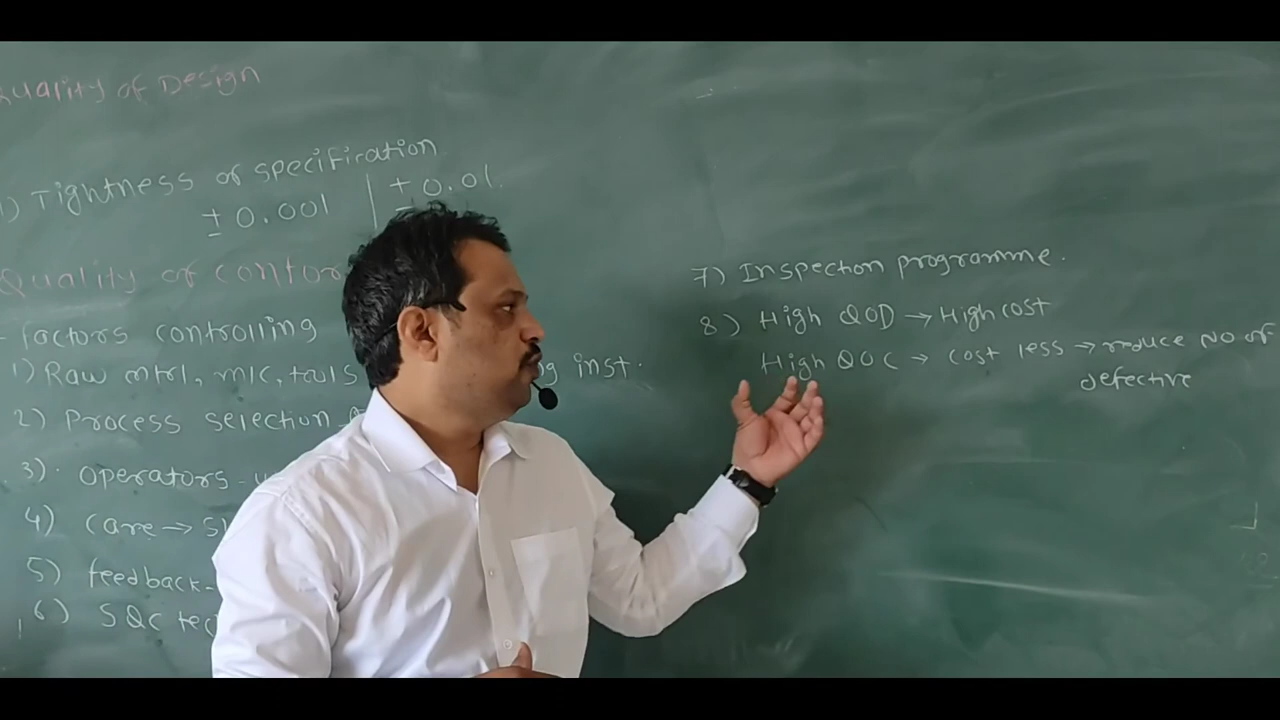 Quality of Design
1) Tightness of specification
± 0.001 | ± 0.01
Quality of confor
- factors controlling
1) Raw mtrl, m/c, tools g inst.
2) Process selection
3) operators -
4) Care → S
5) feedback -
6) SQC tec
7) Inspection programme.
8) High QOD → High cost
High QOC → cost less → reduce No of
defective